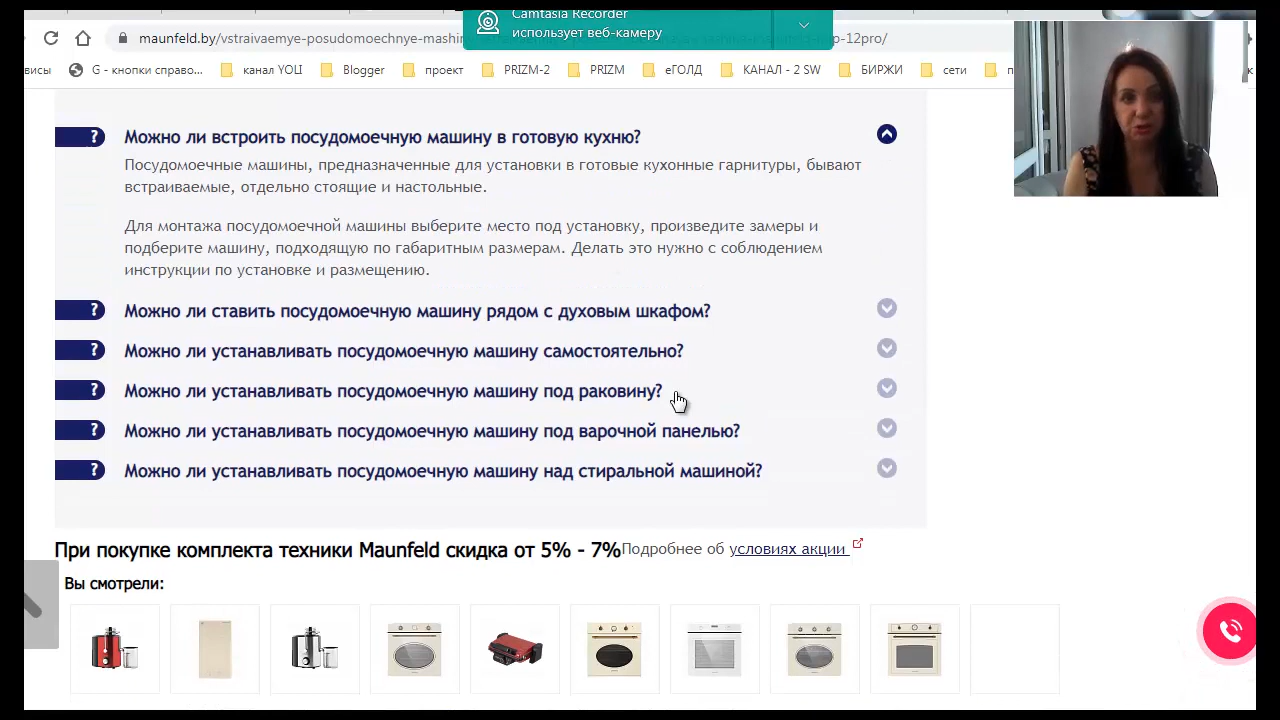 Camtasia Recorder
использует веб-камеру
maunfeld.by/vstraivaemye-posudomoechnye-mashin
-12pro/
висы
G - кнопки справо...
канал YOLI
Blogger
проект
PRIZM-2
PRIZM
еГОЛД
КАНАЛ - 2 SW
БИРЖИ
сети
? Можно ли встроить посудомоечную машину в готовую кухню?
Посудомоечные машины, предназначенные для установки в готовые кухонные гарнитуры, бывают
встраиваемые, отдельно стоящие и настольные.
Для монтажа посудомоечной машины выберите место под установку, произведите замеры и
подберите машину, подходящую по габаритным размерам. Делать это нужно с соблюдением
инструкции по установке и размещению.
? Можно ли ставить посудомоечную машину рядом с духовым шкафом?
? Можно ли устанавливать посудомоечную машину самостоятельно?
? Можно ли устанавливать посудомоечную машину под раковину?
? Можно ли устанавливать посудомоечную машину под варочной панелью?
? Можно ли устанавливать посудомоечную машину над стиральной машиной?
При покупке комплекта техники Maunfeld скидка от 5% - 7%Подробнее об условиях акции
Вы смотрели: